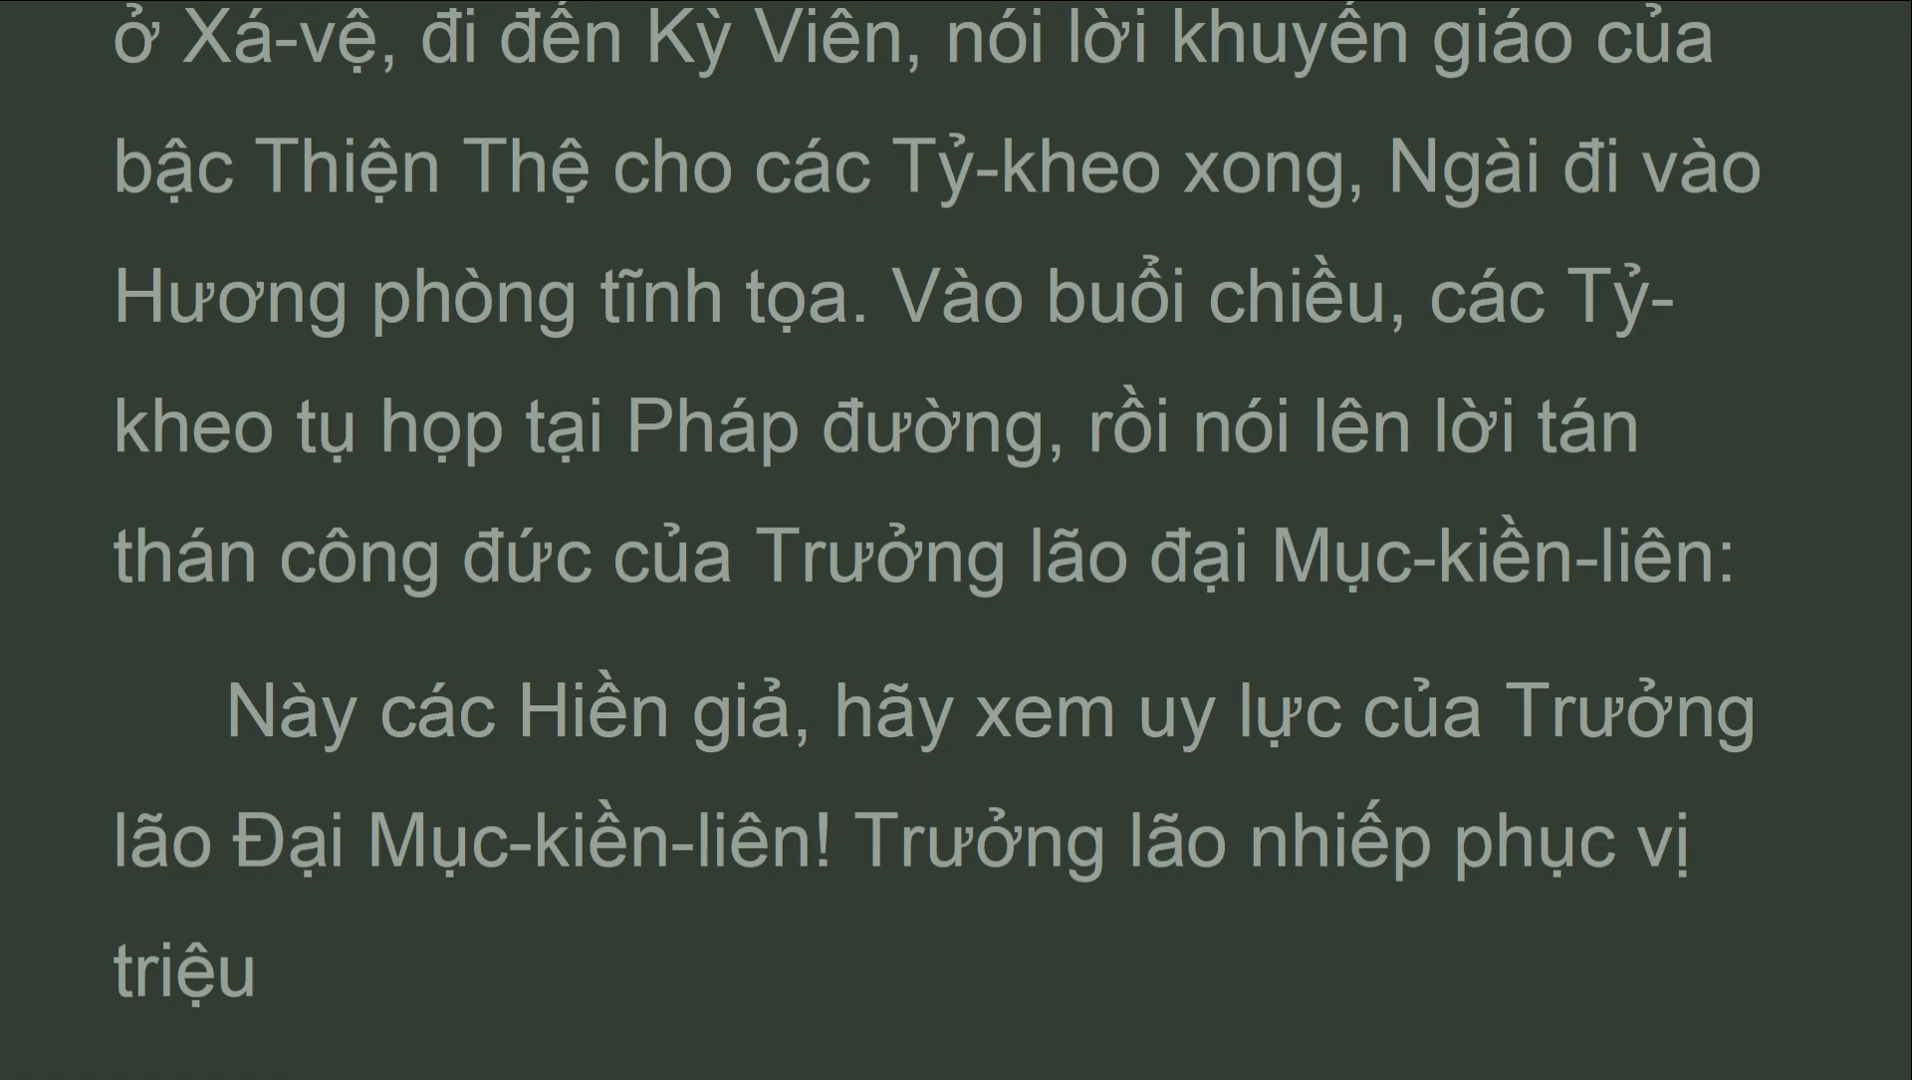 ở Xá-vệ, đi đến Kỳ Viên, nói lời khuyến giáo của
bậc Thiện Thệ cho các Tỷ-kheo xong, Ngài đi vào
Hương phòng tĩnh tọa. Vào buổi chiều, các Tỷ-
kheo tụ họp tại Pháp đường, rồi nói lên lời tán
thán công đức của Trưởng lão đại Mục-kiền-liên:
Này các Hiền giả, hãy xem uy lực của Trưởng
lão Đại Mục-kiền-liên! Trưởng lão nhiếp phục vị
triệu